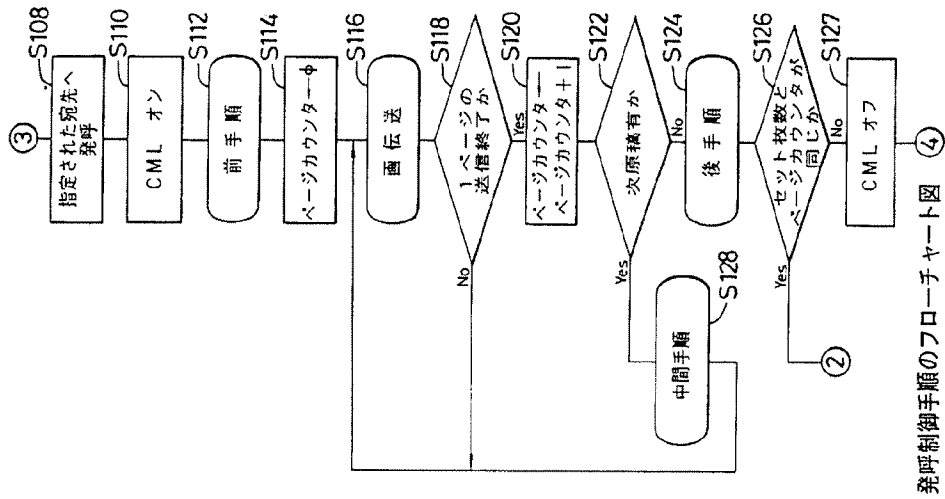 ③
S108
指定された宛先へ
発呼
S110
CML オン
S112
前手順
S114
ページカウンター←φ
S116
画伝送
S118
1ページの
送信終了か
No
Yes
S120
ページカウンター←
ページカウンタ+1
S122
次原稿有か
Yes
No
S128
中間手順
S124
後手順
S126
セット枚数と
ページカウンタが
同じか
Yes
No
②
S127
CML オフ
④
発呼制御手順のフローチャート図